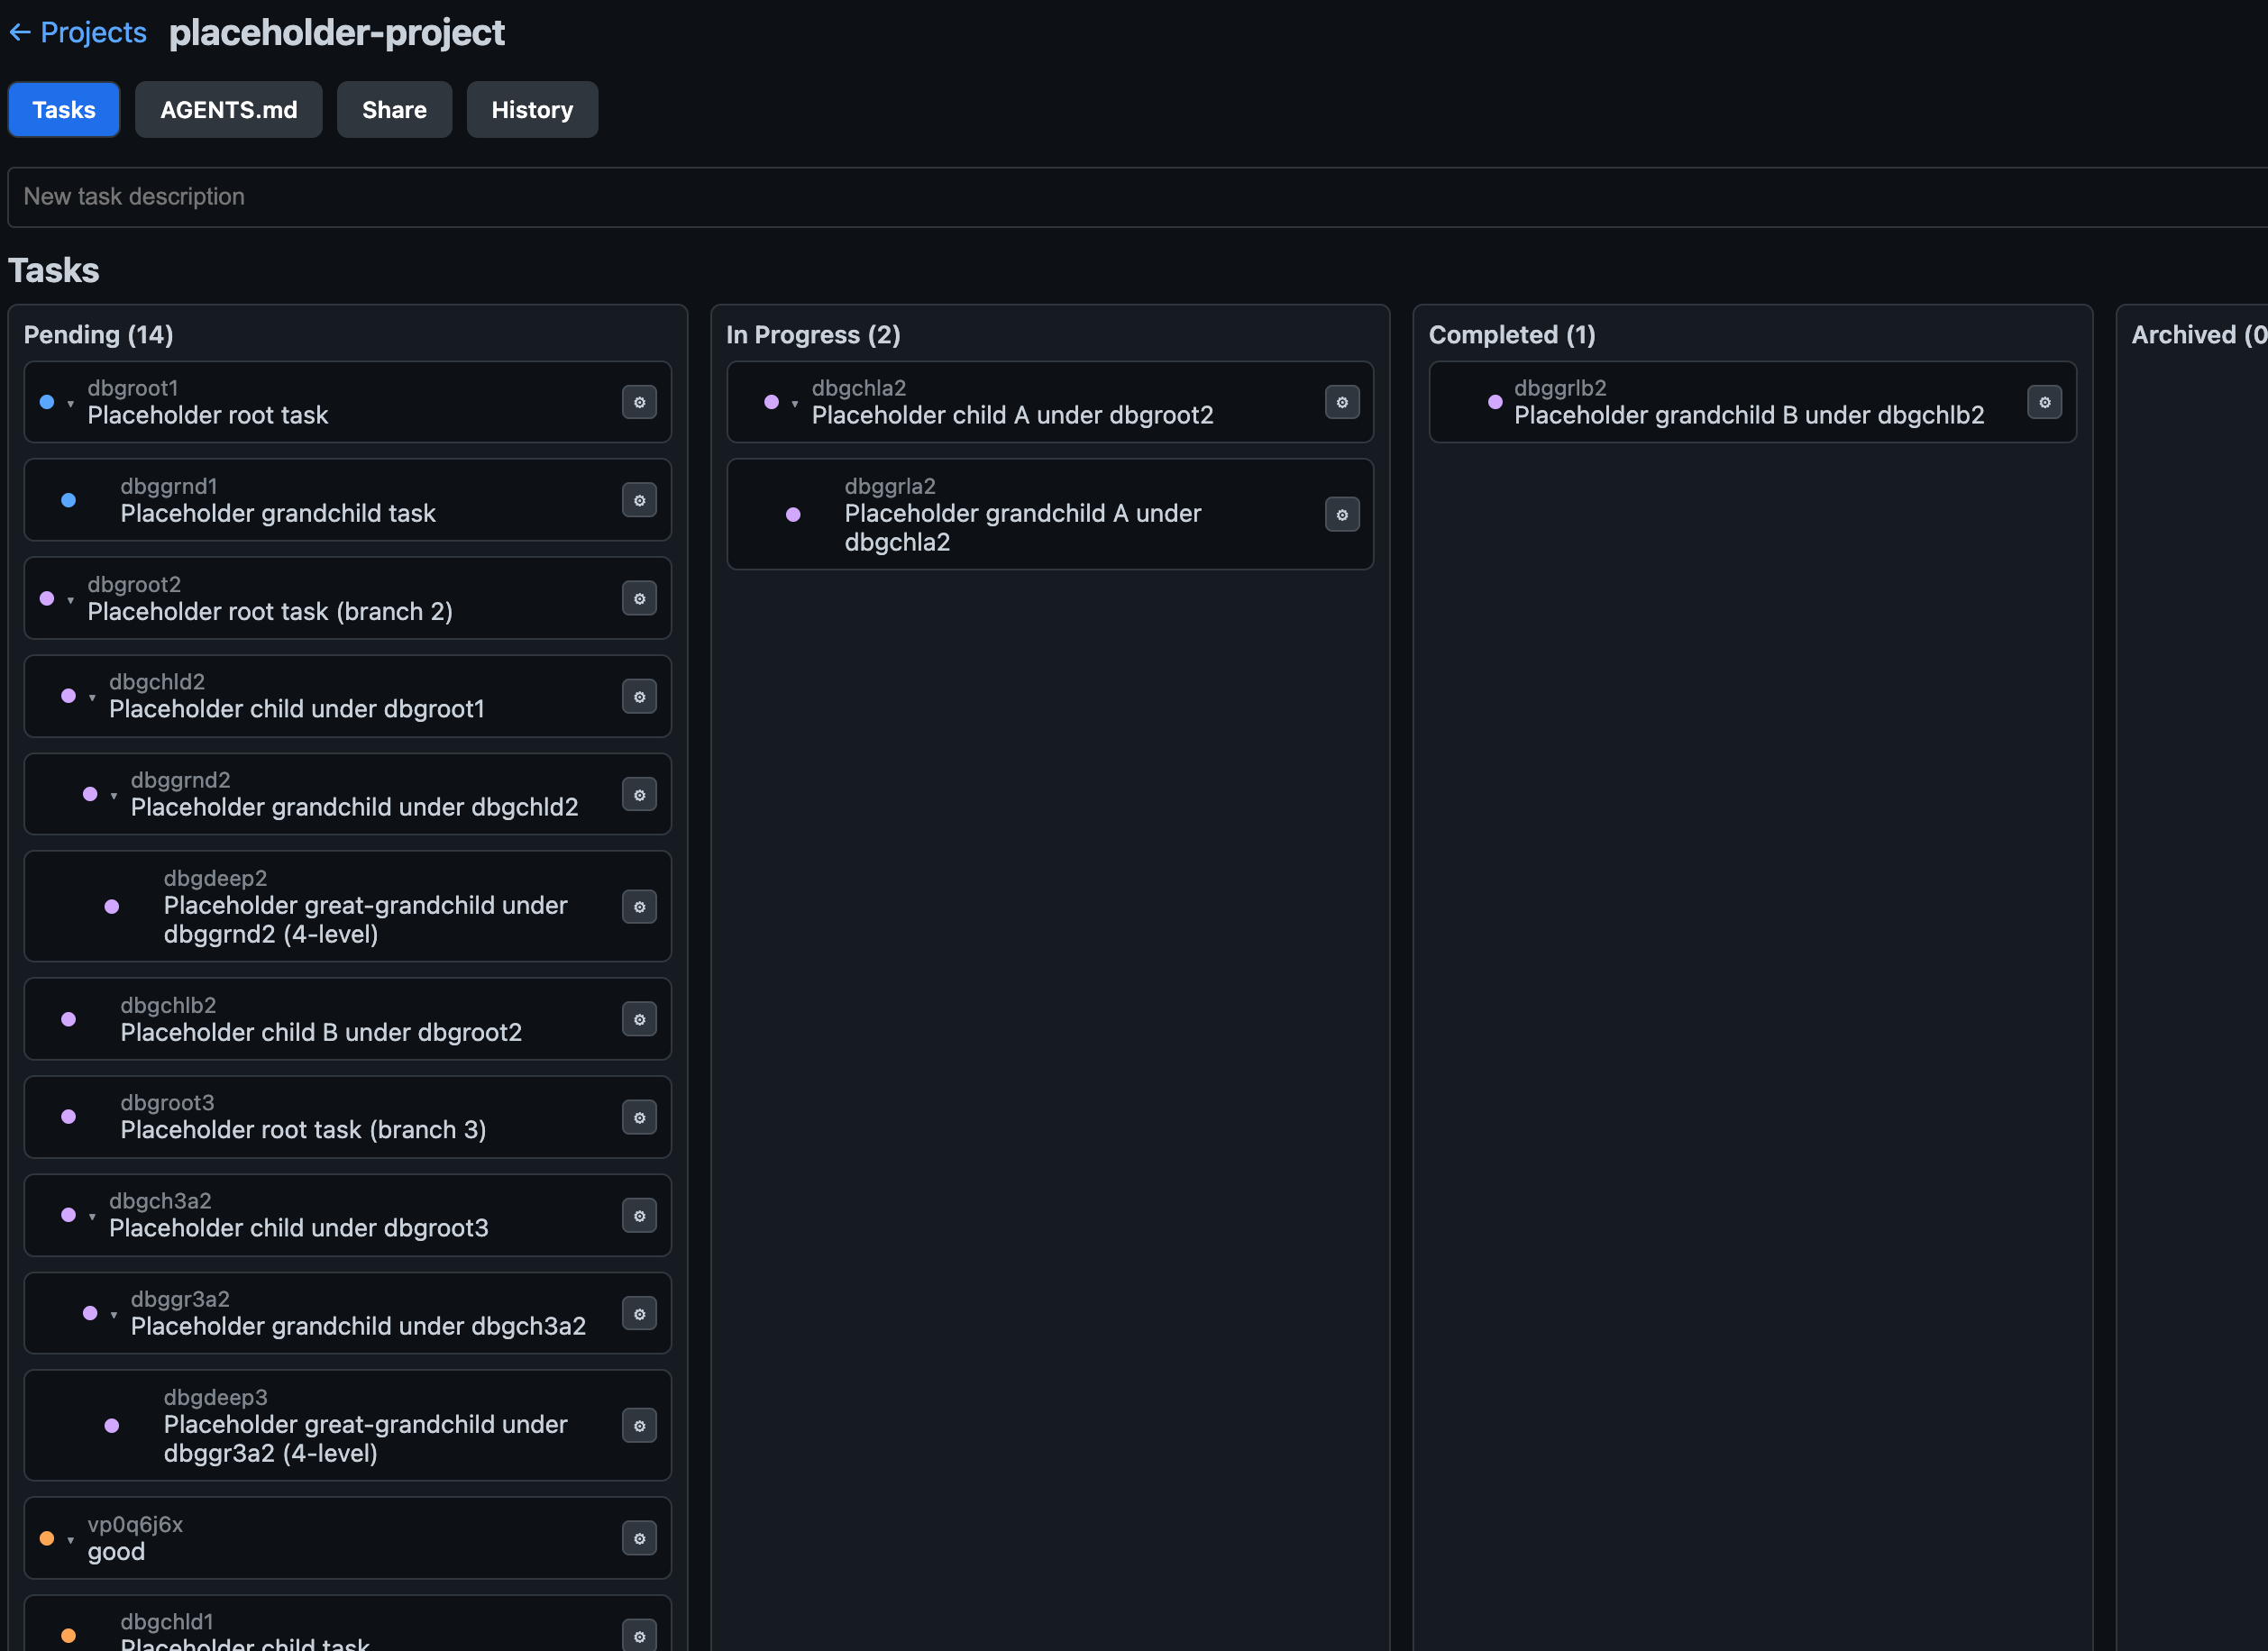 ← Projects placeholder-project
Tasks AGENTS.md Share History
New task description
Tasks
Pending (14)
dbgroot1
Placeholder root task
dbggrnd1
Placeholder grandchild task
dbgroot2
Placeholder root task (branch 2)
dbgchld2
Placeholder child under dbgroot1
dbggrnd2
Placeholder grandchild under dbgchld2
dbgdeep2
Placeholder great-grandchild under
dbggrnd2 (4-level)
dbgchlb2
Placeholder child B under dbgroot2
dbgroot3
Placeholder root task (branch 3)
dbgch3a2
Placeholder child under dbgroot3
dbggr3a2
Placeholder grandchild under dbgch3a2
dbgdeep3
Placeholder great-grandchild under
dbggr3a2 (4-level)
vp0q6j6x
good
dbgchld1
Placeholder child task
In Progress (2)
dbgchla2
Placeholder child A under dbgroot2
dbggrla2
Placeholder grandchild A under
dbgchla2
Completed (1)
dbggrlb2
Placeholder grandchild B under dbgchlb2
Archived (0